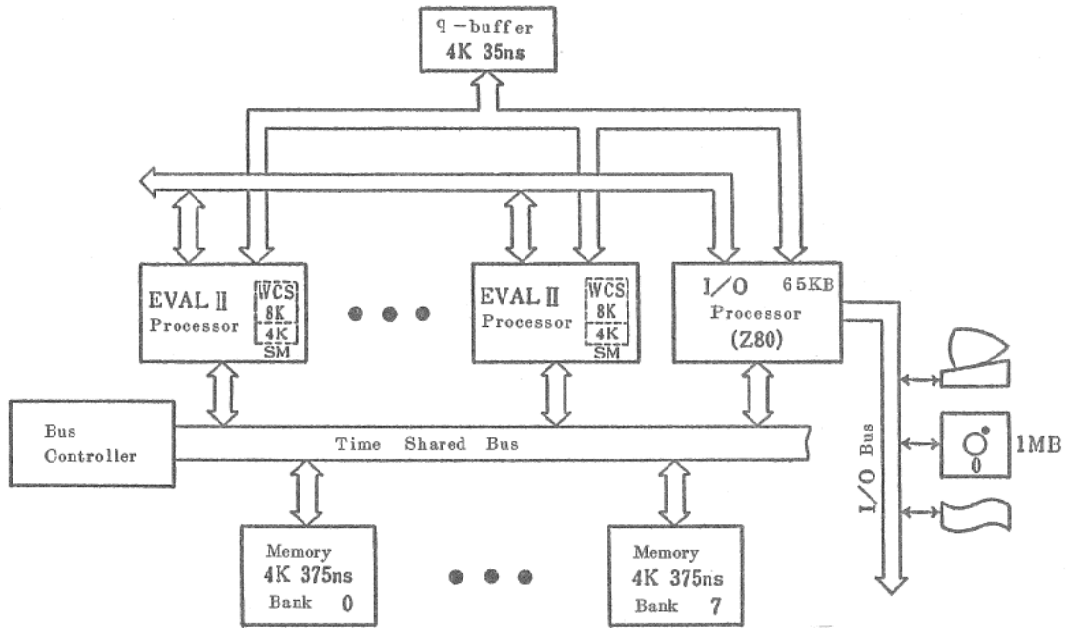 q-buffer
4K 35ns
EVAL II
Processor
WCS
8K
4K
SM
EVAL II
Processor
WCS
8K
4K
SM
I/O 65KB
Processor
(Z80)
Bus
Controller
Time Shared Bus
I/O Bus
1MB
Memory
4K 375ns
Bank 0
Memory
4K 375ns
Bank 7